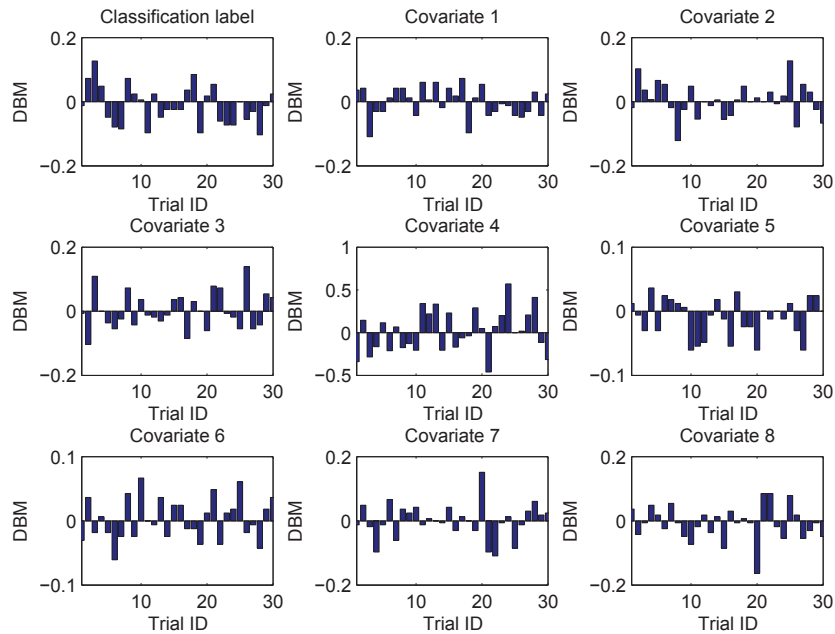 Classification label
0.2
0
−0.2
DBM
10 20 30
Trial ID
Covariate 1
0.2
0
−0.2
DBM
10 20 30
Trial ID
Covariate 2
0.2
0
−0.2
DBM
10 20 30
Trial ID
Covariate 3
0.2
0
−0.2
DBM
10 20 30
Trial ID
Covariate 4
1
0.5
0
−0.5
DBM
10 20 30
Trial ID
Covariate 5
0.1
0
−0.1
DBM
10 20 30
Trial ID
Covariate 6
0.1
0
−0.1
DBM
10 20 30
Trial ID
Covariate 7
0.2
0
−0.2
DBM
10 20 30
Trial ID
Covariate 8
0.2
0
−0.2
DBM
10 20 30
Trial ID